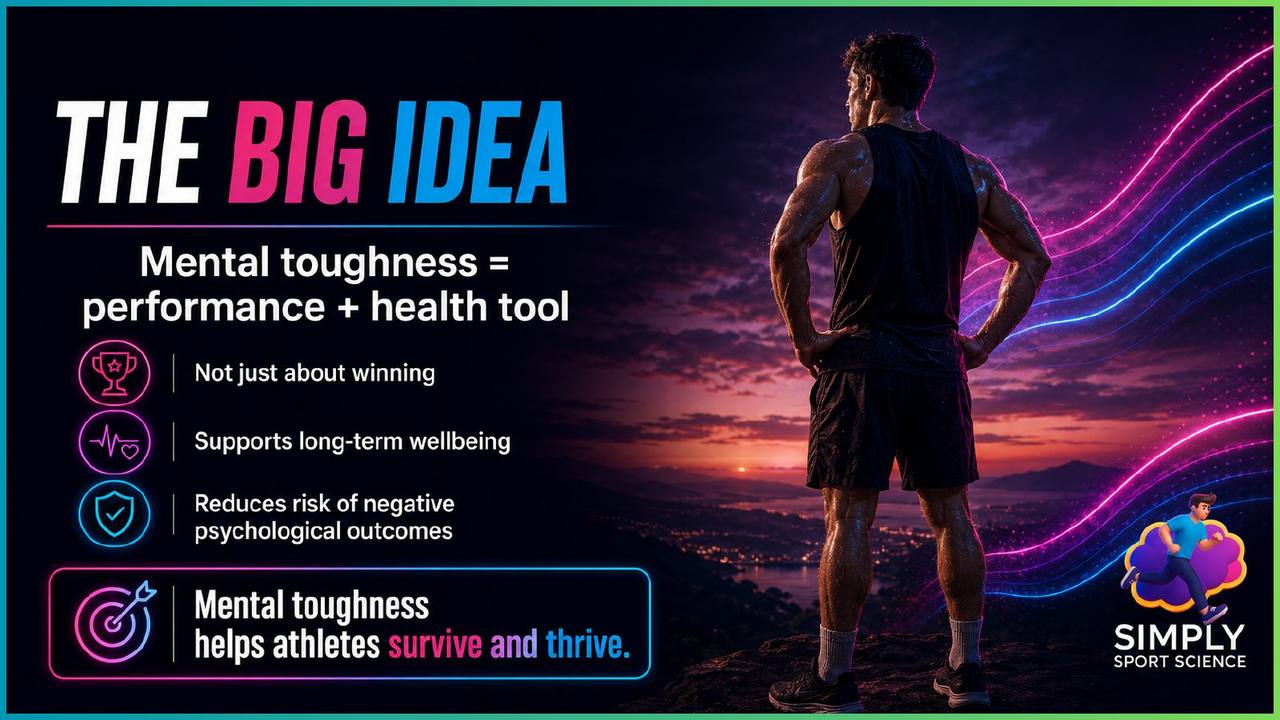 THE BIG IDEA
Mental toughness =
performance + health tool
Not just about winning
Supports long-term wellbeing
Reduces risk of negative
psychological outcomes
Mental toughness
helps athletes survive and thrive.
SIMPLY
SPORT SCIENCE